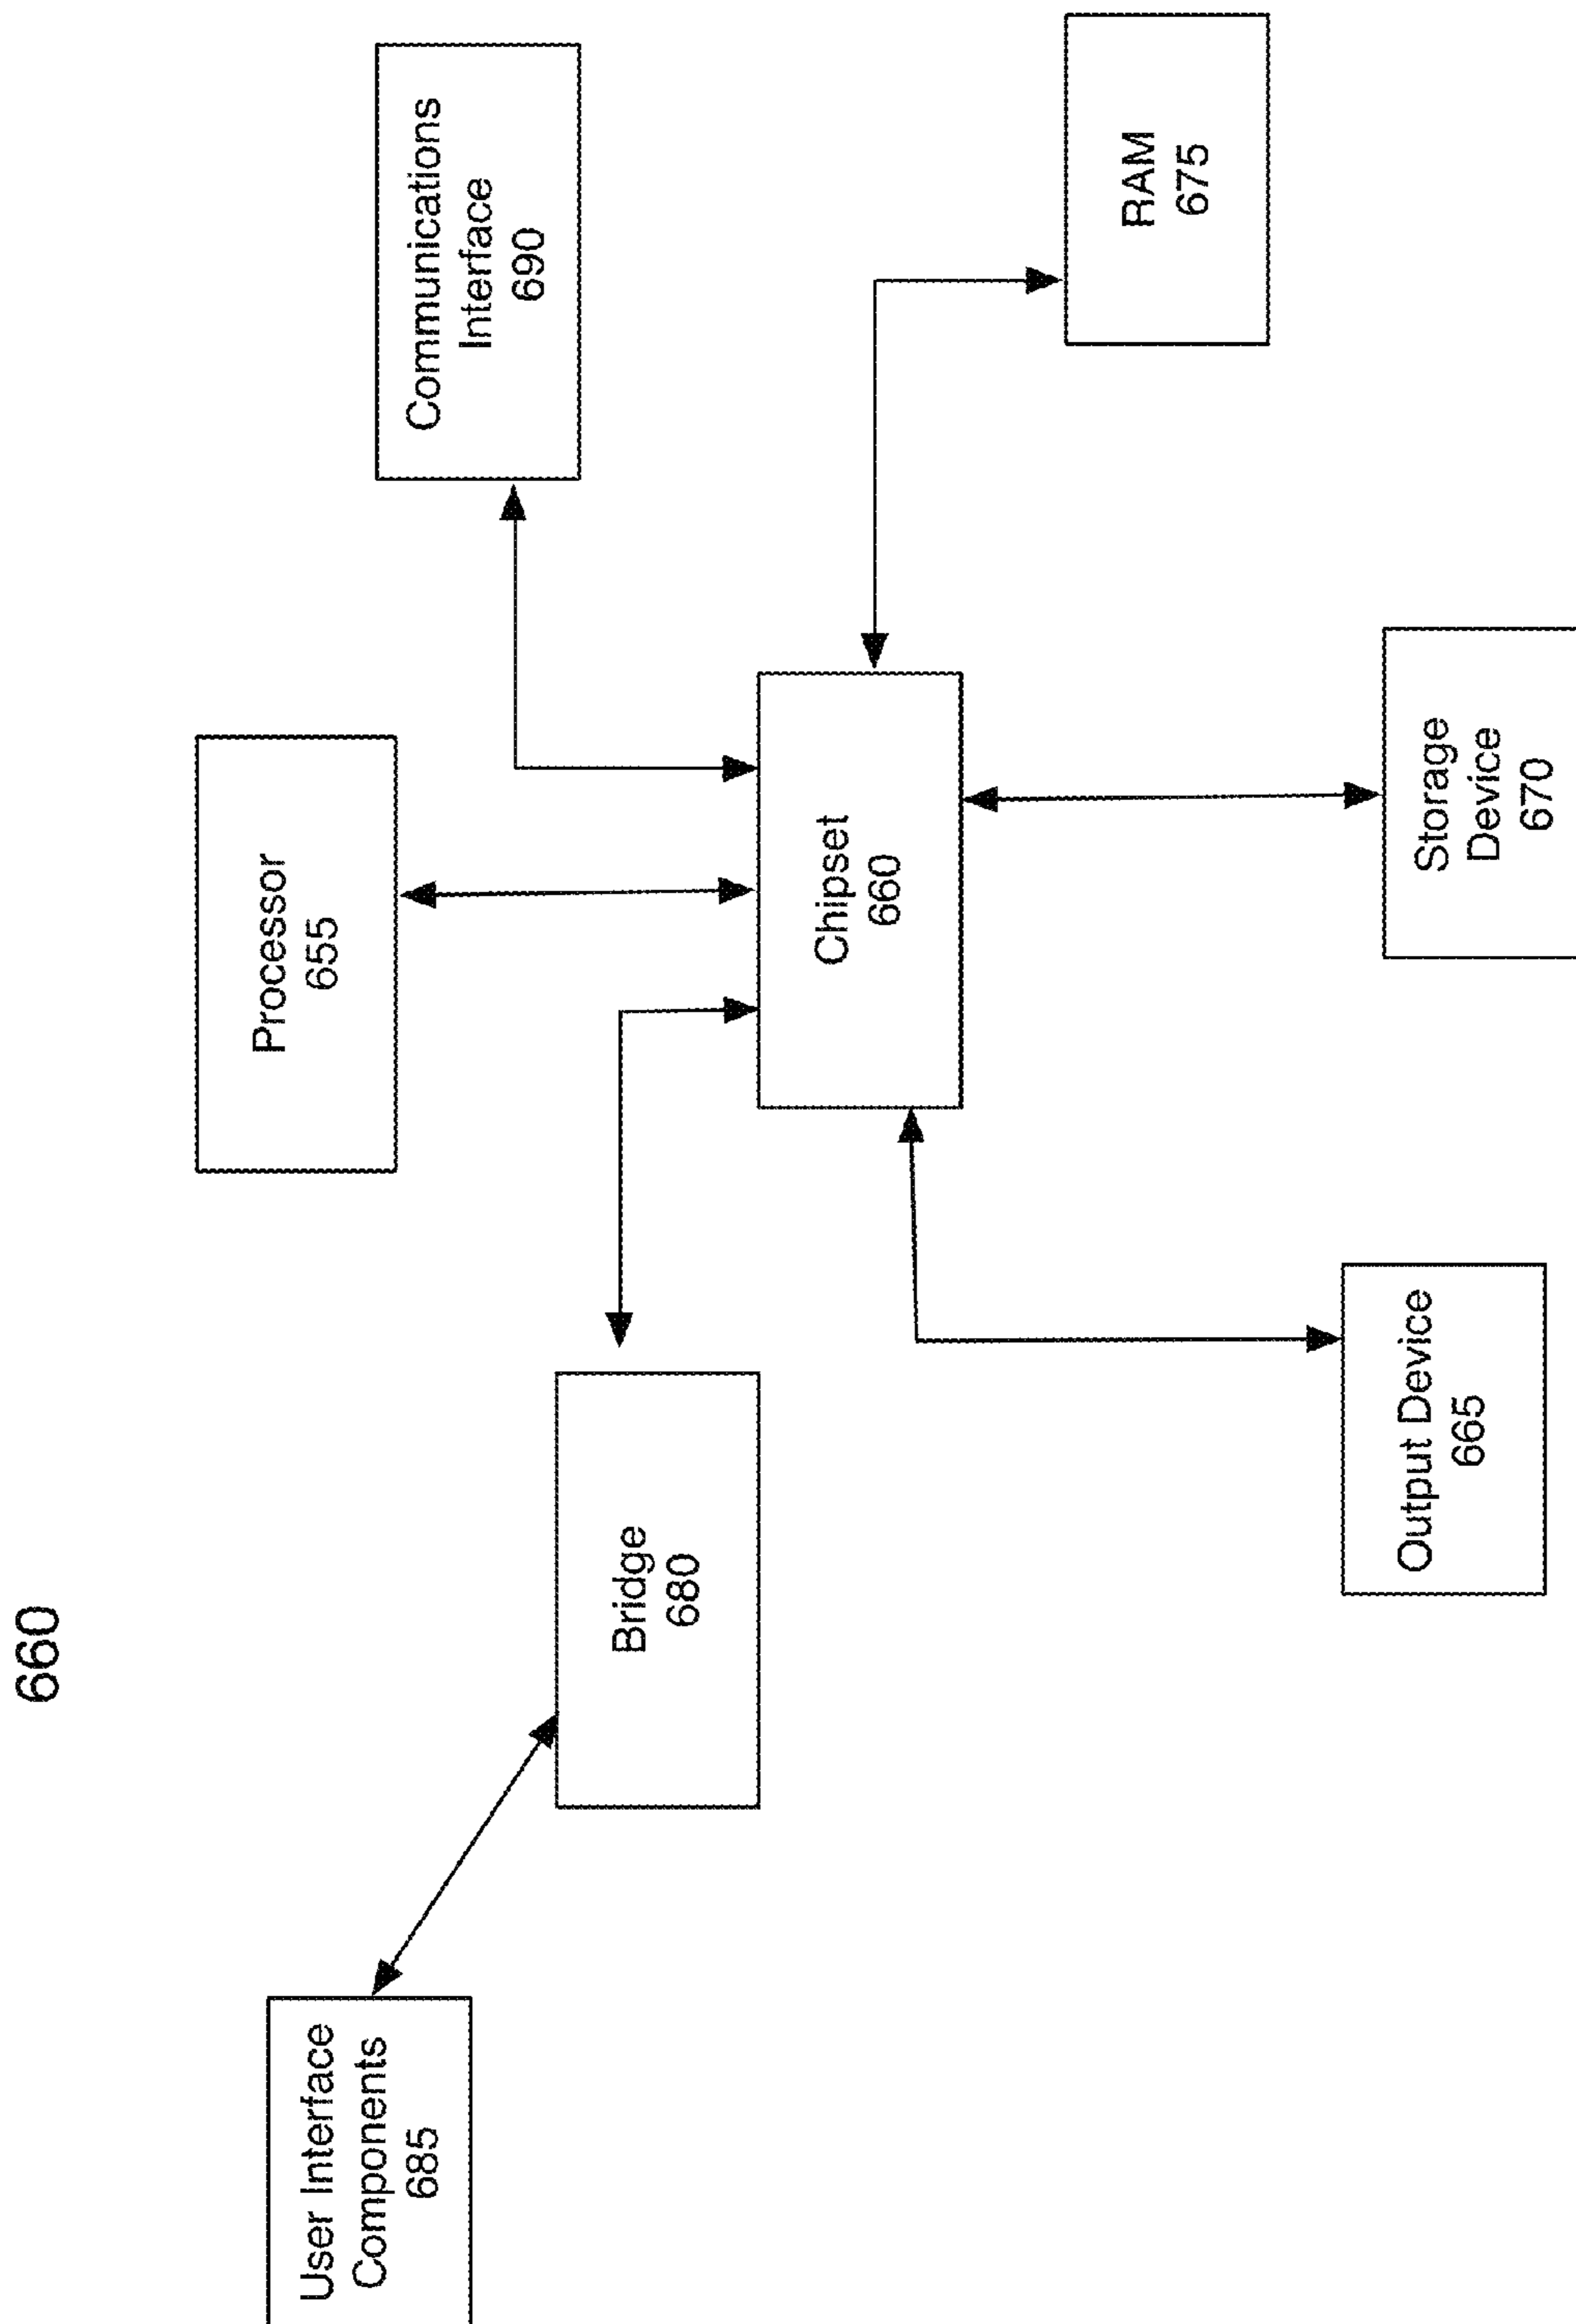 660
Processor
655
User Interface
Components
685
Communications
Interface
690
Bridge
680
Chipset
660
RAM
675
Output Device
665
Storage
Device
670